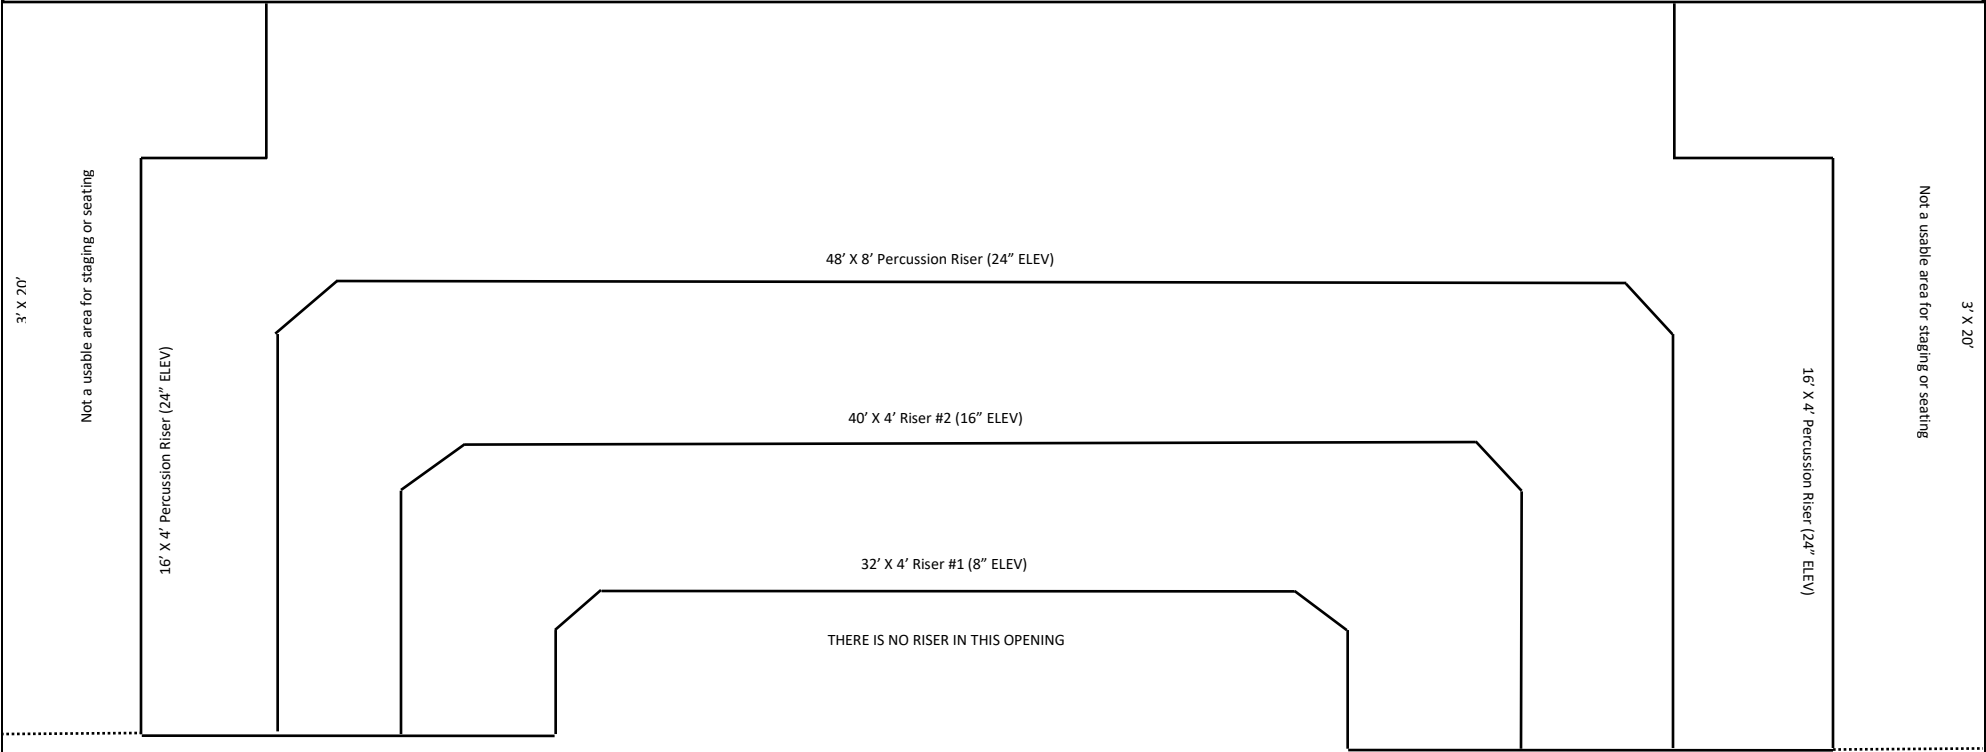 48’ X 8’ Percussion Riser (24” ELEV)
40’ X 4’ Riser #2 (16” ELEV)
32’ X 4’ Riser #1 (8” ELEV)
THERE IS NO RISER IN THIS OPENING
3’ X 20’
Not a usable area for staging or seating
16’ X 4’ Percussion Riser (24” ELEV)
16’ X 4’ Percussion Riser (24” ELEV)
Not a usable area for staging or seating
3’ X 20’